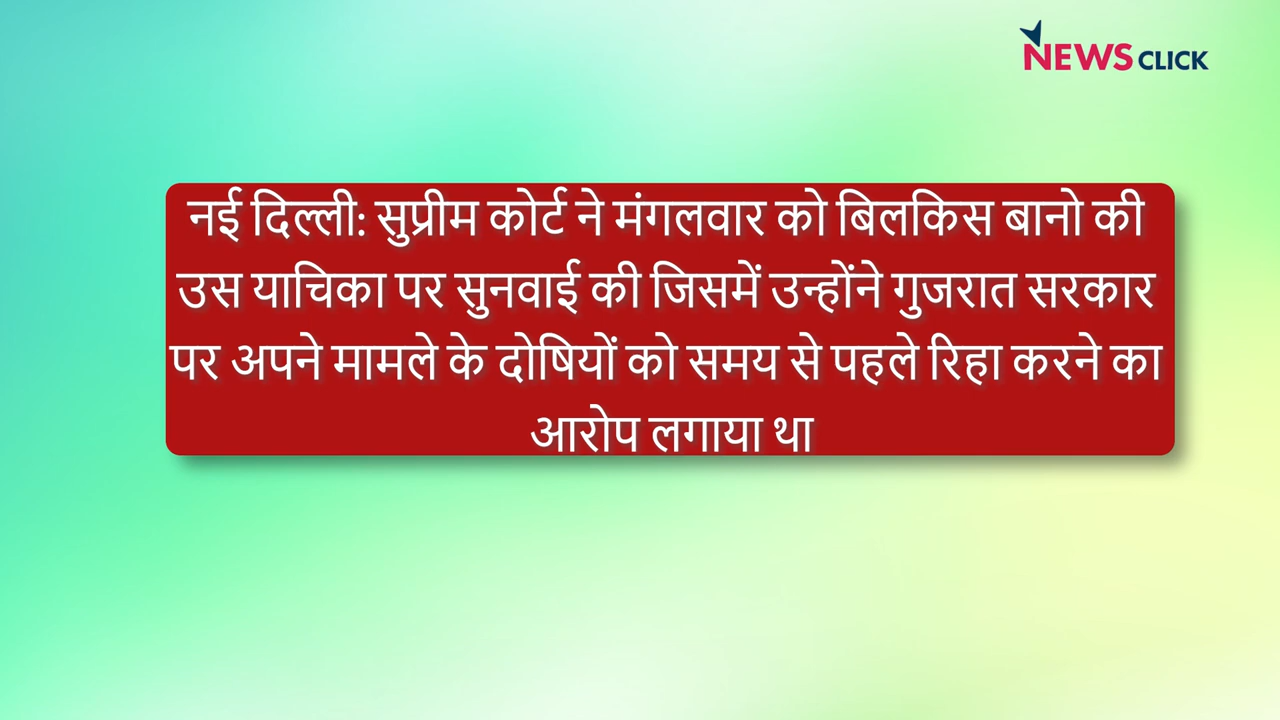 NEWS CLICK
नई दिल्ली: सुप्रीम कोर्ट ने मंगलवार को बिलकिस बानो की
उस याचिका पर सुनवाई की जिसमें उन्होंने गुजरात सरकार
पर अपने मामले के दोषियों को समय से पहले रिहा करने का
आरोप लगाया था